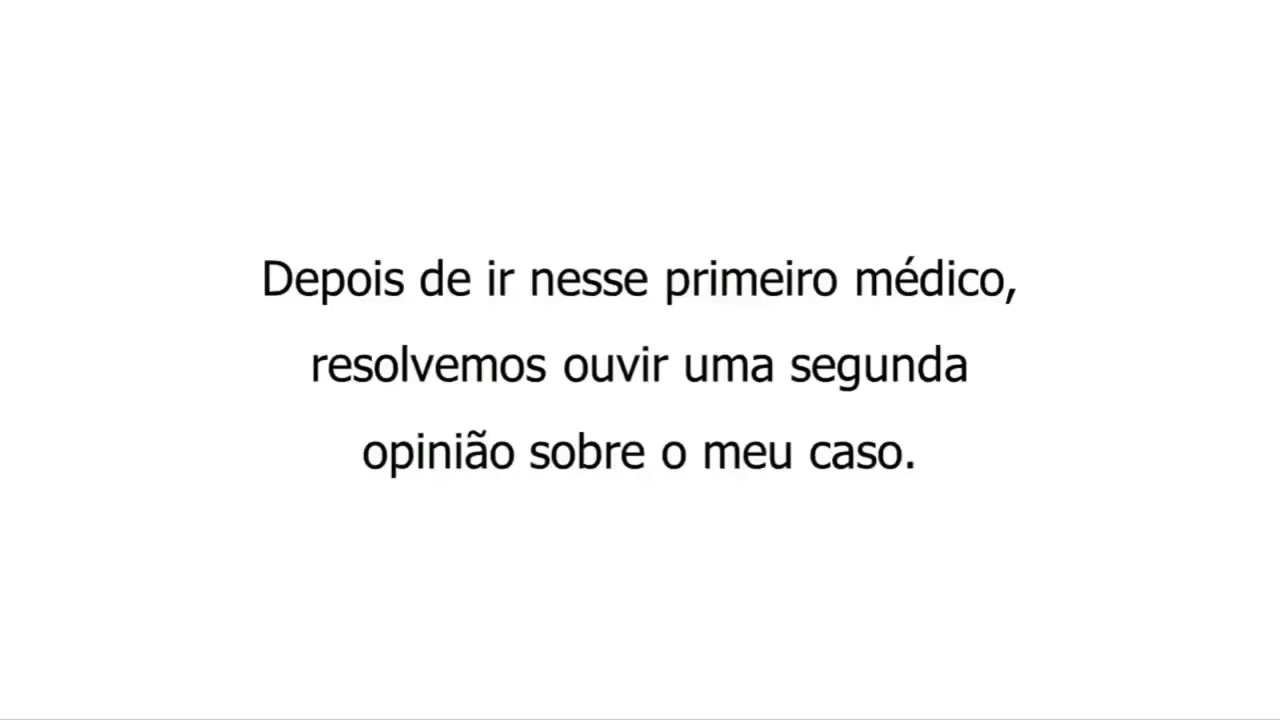 Depois de ir nesse primeiro médico,
resolvemos ouvir uma segunda
opinião sobre o meu caso.